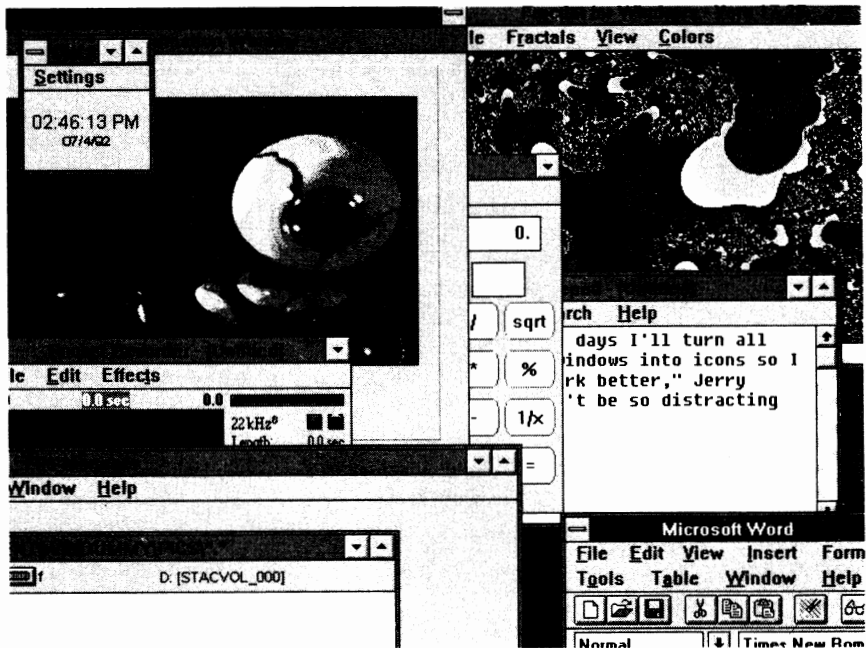 le Fractals View Colors
Settings
02:46:13 PM
07/4/92
0.
/ sqrt
* %
- 1/x
=
rch Help
days I'll turn all
indows into icons so I
rk better," Jerry
't be so distracting
le Edit Effects
0.0 sec 0.0
22 kHz
Length: 0.0 sec
Window Help
f D: [STACVOL_000]
Microsoft Word
File Edit View Insert Form
Tools Table Window Help
Normal Times New Rom